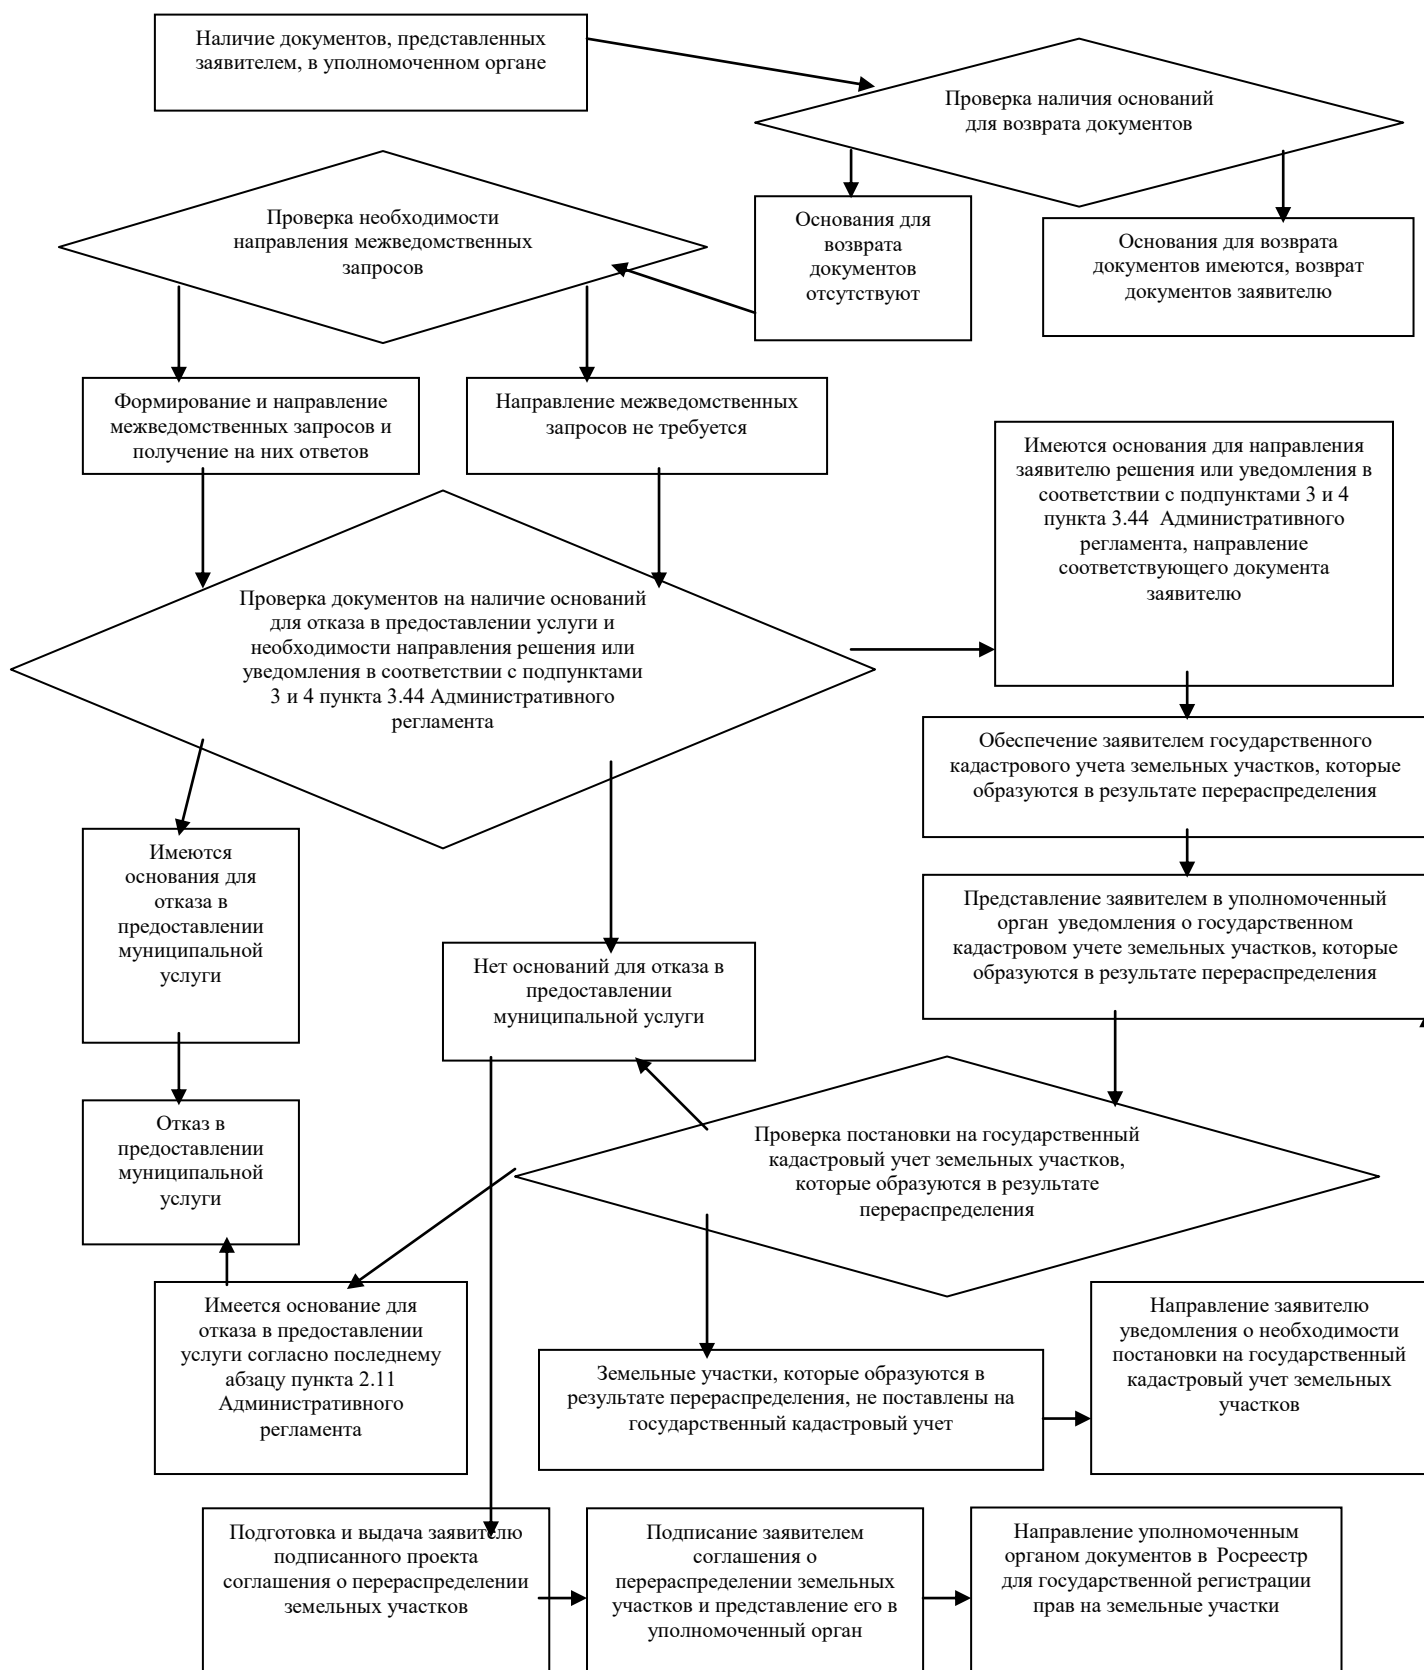 Наличие документов, представленных
заявителем, в уполномоченном органе
Проверка наличия оснований
для возврата документов
Проверка необходимости
направления межведомственных
запросов
Основания для
возврата
документов
отсутствуют
Основания для возврата
документов имеются, возврат
документов заявителю
Формирование и направление
межведомственных запросов и
получение на них ответов
Направление межведомственных
запросов не требуется
Имеются основания для направления
заявителю решения или уведомления в
соответствии с подпунктами 3 и 4
пункта 3.44 Административного
регламента, направление
соответствующего документа
заявителю
Проверка документов на наличие оснований
для отказа в предоставлении услуги и
необходимости направления решения или
уведомления в соответствии с подпунктами
3 и 4 пункта 3.44 Административного
регламента
Обеспечение заявителем государственного
кадастрового учета земельных участков, которые
образуются в результате перераспределения
Имеются
основания для
отказа в
предоставлении
муниципальной
услуги
Представление заявителем в уполномоченный
орган уведомления о государственном
кадастровом учете земельных участков, которые
образуются в результате перераспределения
Нет оснований для отказа в
предоставлении
муниципальной услуги
Отказ в
предоставлении
муниципальной
услуги
Проверка постановки на государственный
кадастровый учет земельных участков,
которые образуются в результате
перераспределения
Имеется основание для
отказа в предоставлении
услуги согласно последнему
абзацу пункта 2.11
Административного
регламента
Земельные участки, которые образуются в
результате перераспределения, не поставлены на
государственный кадастровый учет
Направление заявителю
уведомления о необходимости
постановки на государственный
кадастровый учет земельных
участков
Подготовка и выдача заявителю
подписанного проекта
соглашения о перераспределении
земельных участков
Подписание заявителем
соглашения о
перераспределении земельных
участков и представление его в
уполномоченный орган
Направление уполномоченным
органом документов в Росреестр
для государственной регистрации
прав на земельные участки